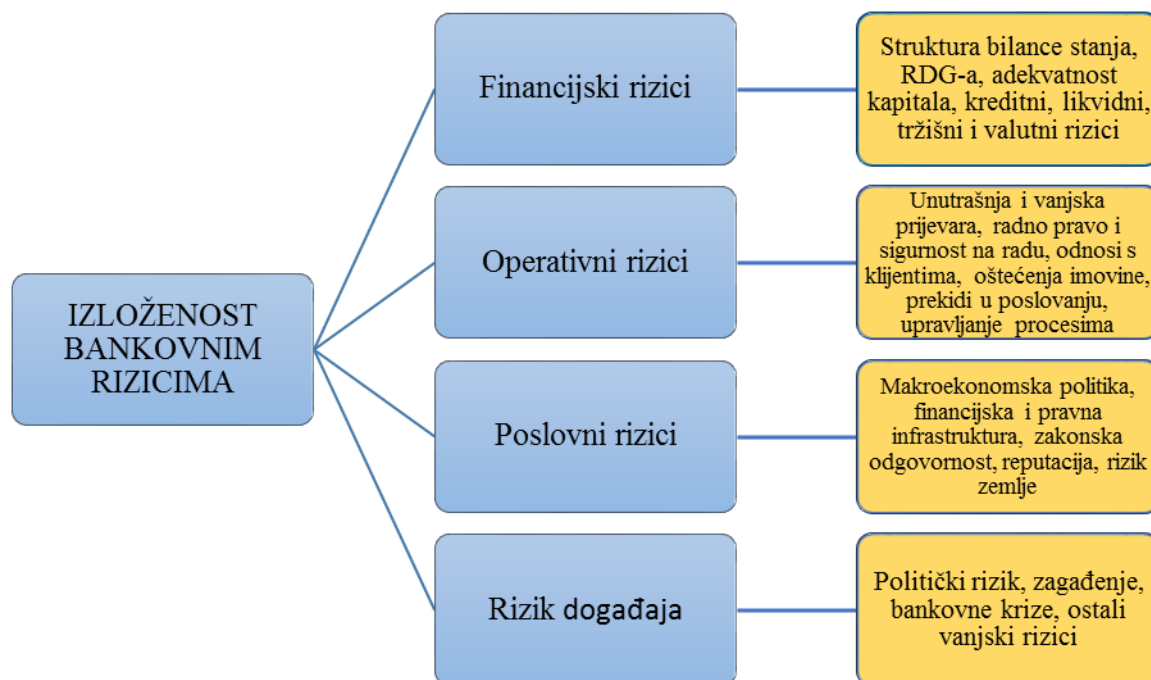 IZLOŽENOST
BANKOVNIM
RIZICIMA
Financijski rizici
Struktura bilance stanja,
RDG-a, adekvatnost
kapitala, kreditni, likvidni,
tržišni i valutni rizici
Operativni rizici
Unutrašnja i vanjska
prijevara, radno pravo i
sigurnost na radu, odnosi s
klijentima, oštećenja imovine,
prekidi u poslovanju,
upravljanje procesima
Poslovni rizici
Makroekonomska politika,
financijska i pravna
infrastruktura, zakonska
odgovornost, reputacija, rizik
zemlje
Rizik događaja
Politički rizik, zagađenje,
bankovne krize, ostali
vanjski rizici